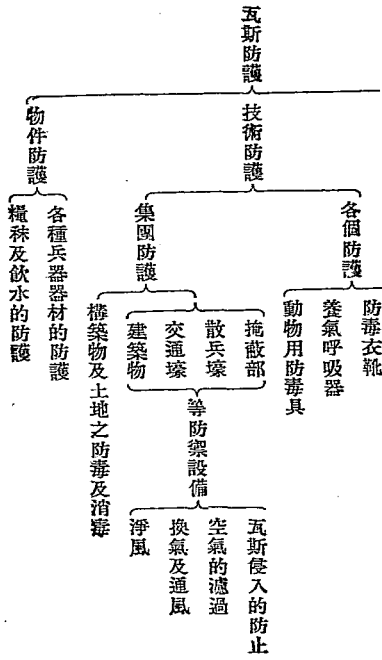 瓦斯防護
技術防護
各個防護
防毒衣靴
養氣呼吸器
動物用防毒具
集團防護
掩蔽部
散兵壕
交通壕
建築物
等防禦設備
瓦斯侵入的防止
空氣的濾過
換氣及通風
淨風
構築物及土地之防毒及消毒
物件防護
各種兵器器材的防護
糧秣及飲水的防護